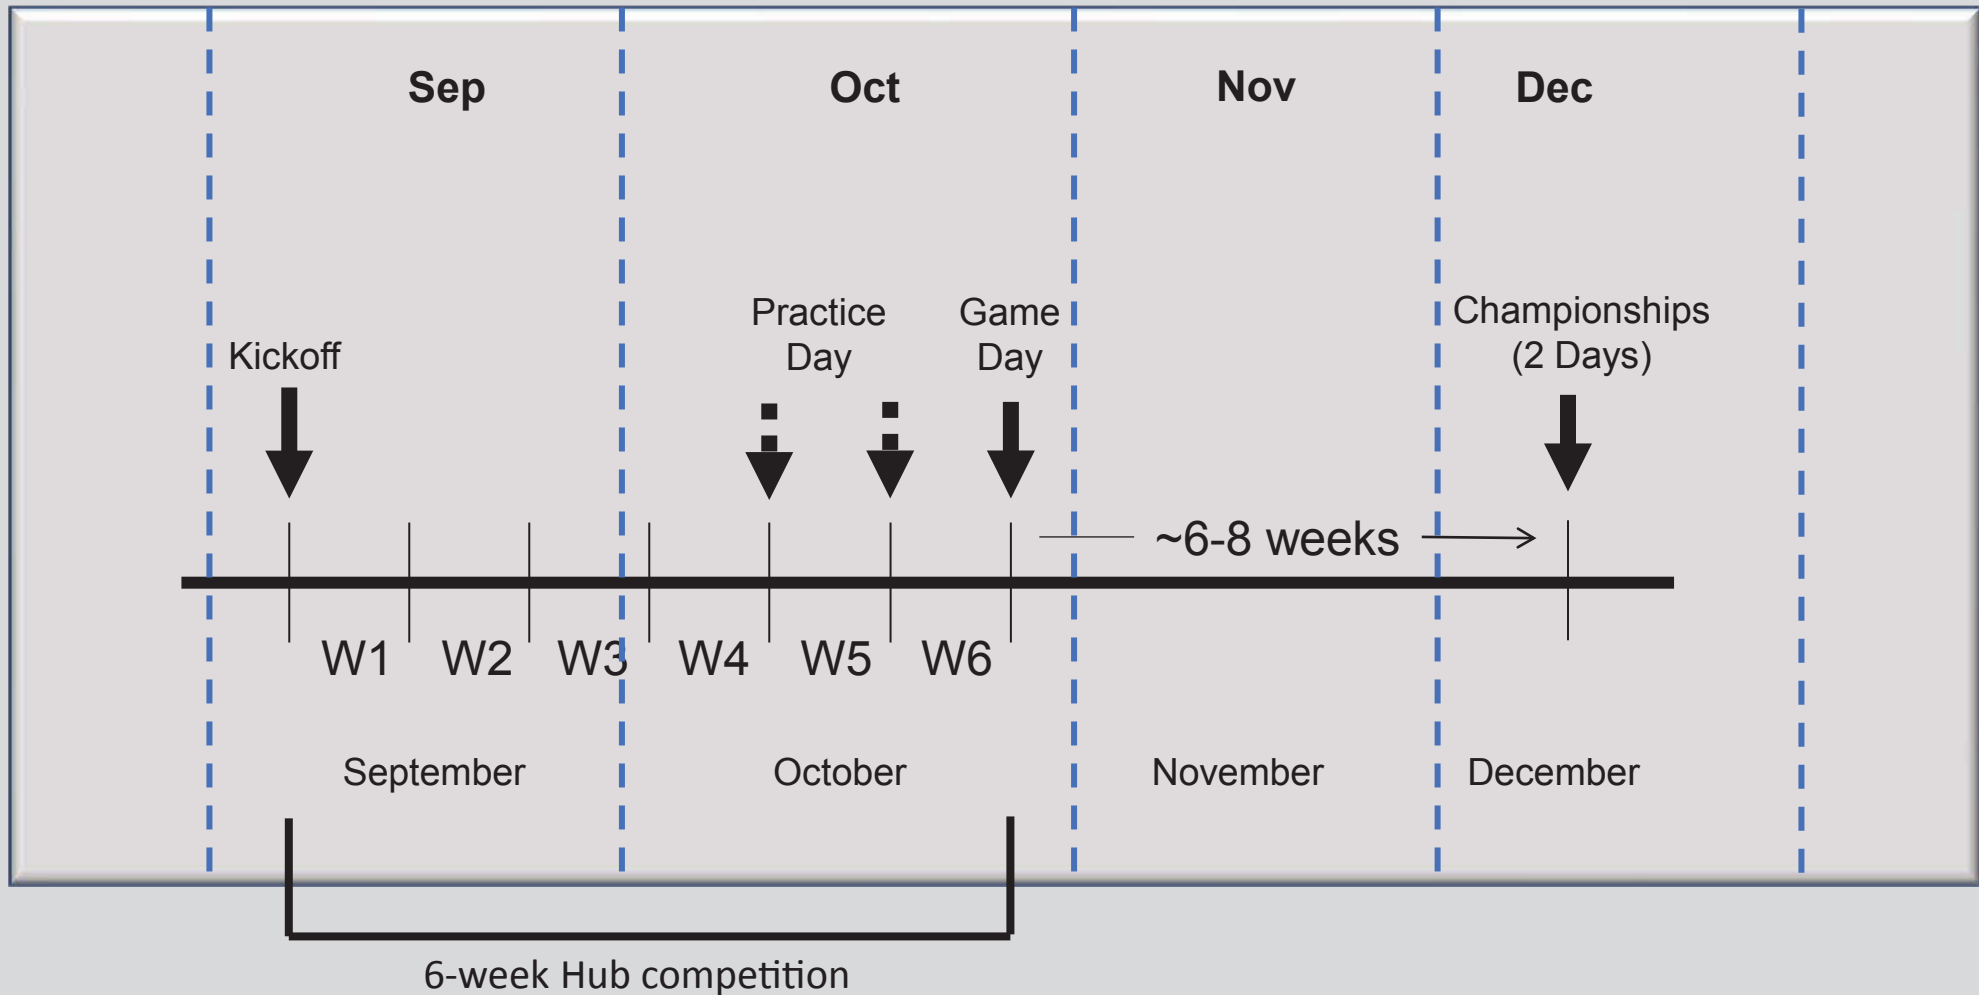 Sep
Oct
Nov
Dec
Kickoff
Practice
Day
Game
Day
Championships
(2 Days)
~6-8 weeks
W1
W2
W3
W4
W5
W6
September
October
November
December
6-week Hub competition